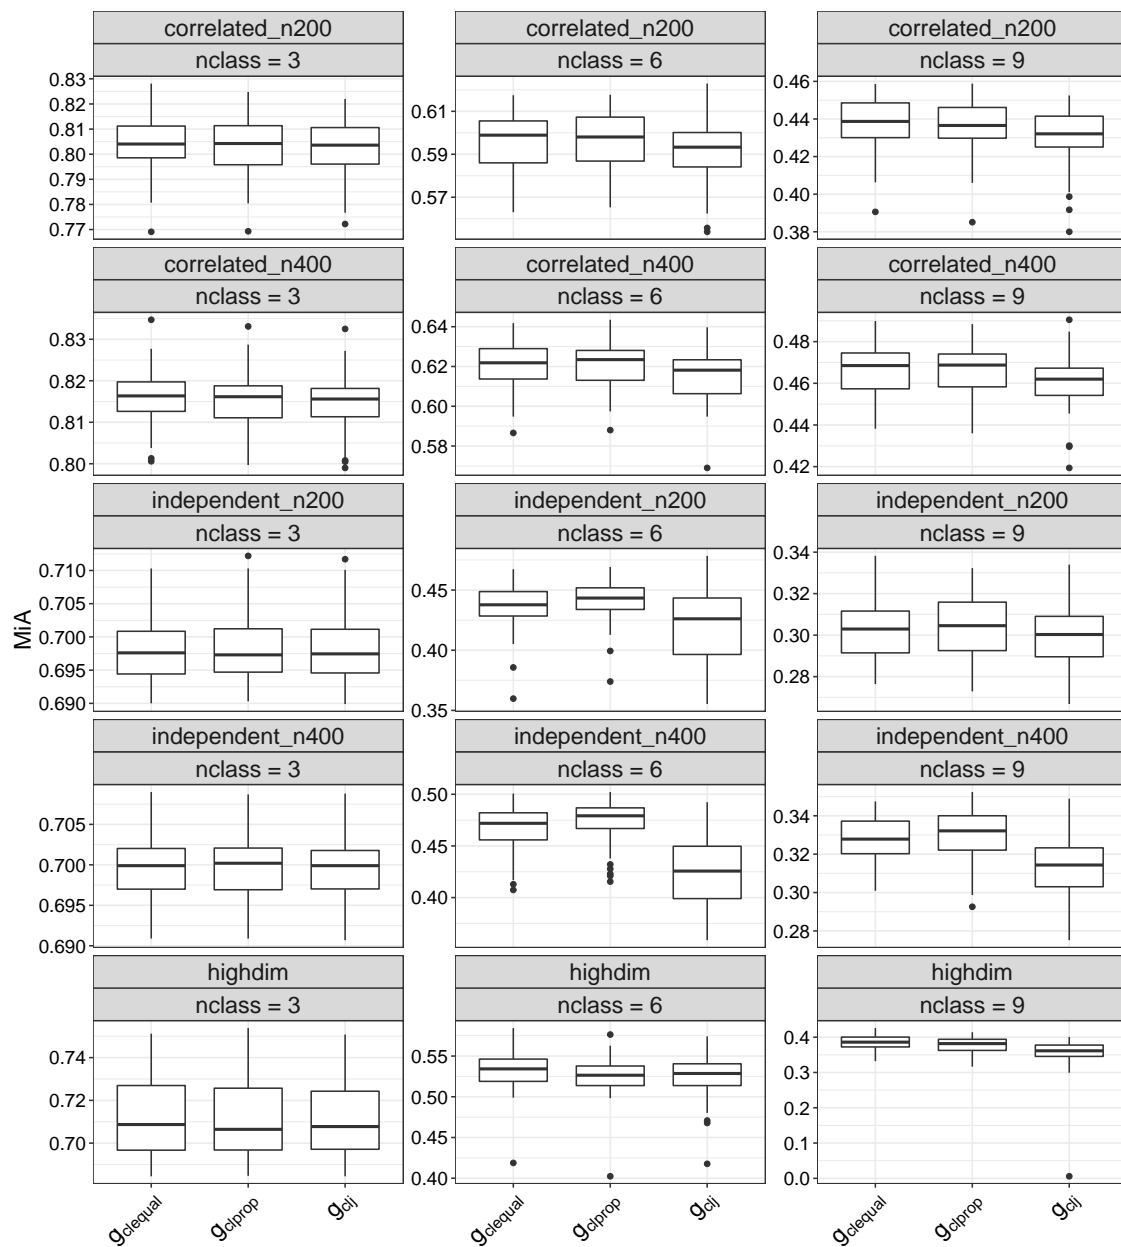 correlated_n200 correlated_n200 correlated_n200
nclass = 3 nclass = 6 nclass = 9
0.83 0.82 0.81 0.80 0.79 0.78 0.77
0.61 0.59 0.57
0.46 0.44 0.42 0.40 0.38
correlated_n400 correlated_n400 correlated_n400
nclass = 3 nclass = 6 nclass = 9
0.83 0.82 0.81 0.80
0.64 0.62 0.60 0.58
0.48 0.46 0.44 0.42
independent_n200 independent_n200 independent_n200
nclass = 3 nclass = 6 nclass = 9
MiA
0.710 0.705 0.700 0.695 0.690
0.45 0.40 0.35
0.34 0.32 0.30 0.28
independent_n400 independent_n400 independent_n400
nclass = 3 nclass = 6 nclass = 9
0.705 0.700 0.695 0.690
0.50 0.45 0.40
0.34 0.32 0.30 0.28
highdim highdim highdim
nclass = 3 nclass = 6 nclass = 9
0.74 0.72 0.70
0.55 0.50 0.45 0.40
0.4 0.3 0.2 0.1 0.0
gclequal gclprop gclj gclequal gclprop gclj gclequal gclprop gclj